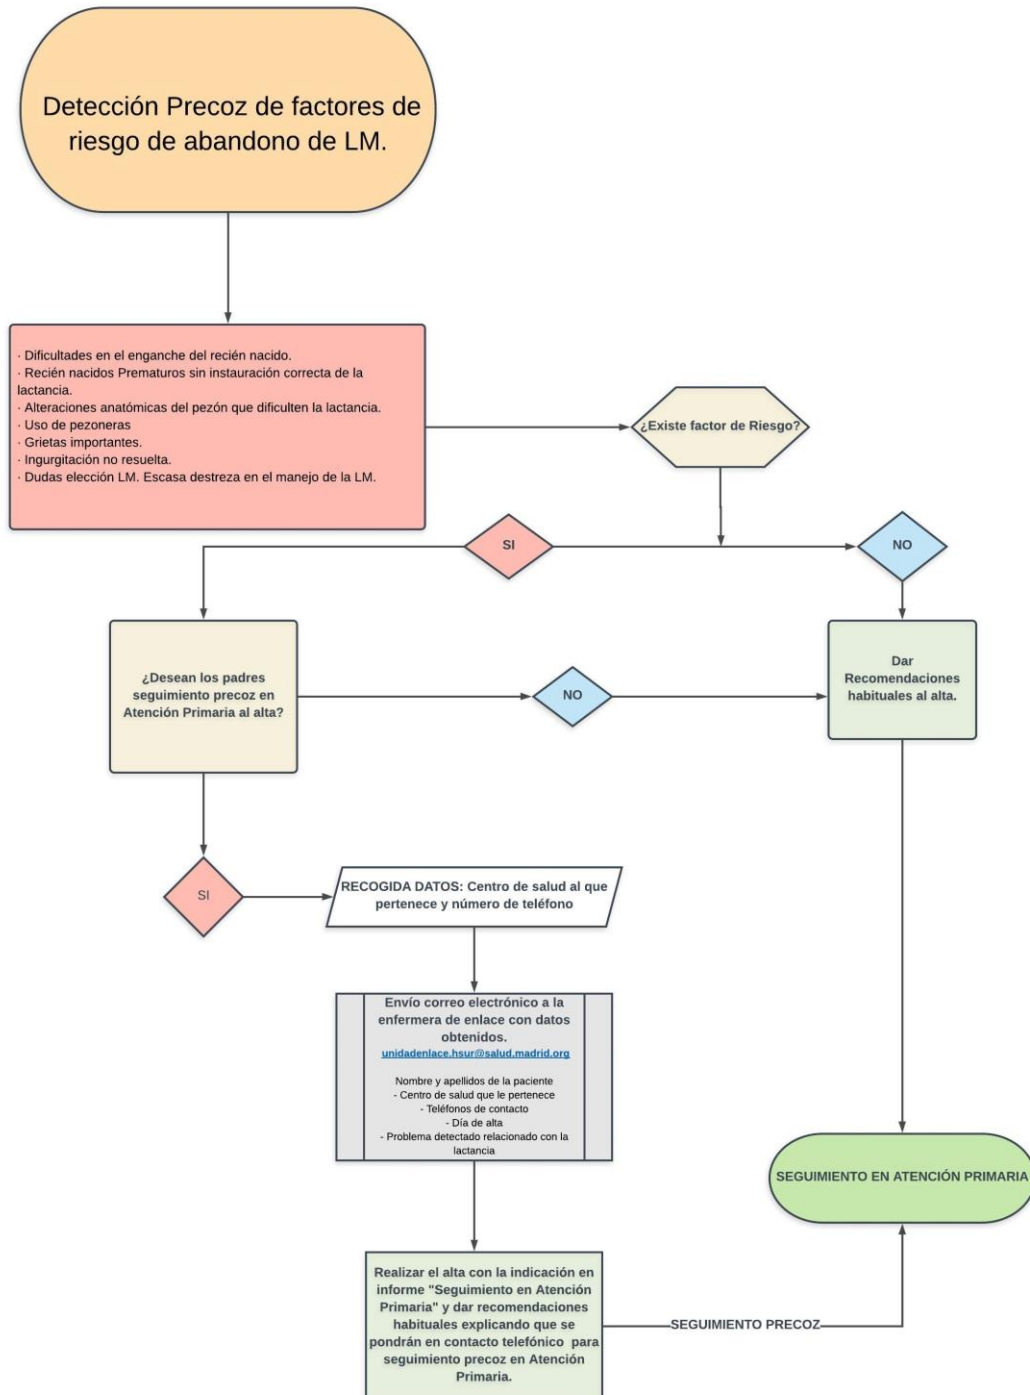 Detección Precoz de factores de
riesgo de abandono de LM.
· Dificultades en el enganche del recién nacido.
· Recién nacidos Prematuros sin instauración correcta de la
lactancia.
· Alteraciones anatómicas del pezón que dificulten la lactancia.
· Uso de pezoneras
· Grietas importantes.
· Ingurgitación no resuelta.
· Dudas elección LM. Escasa destreza en el manejo de la LM.
¿Existe factor de Riesgo?
SI
NO
¿Desean los padres
seguimiento precoz en
Atención Primaria al alta?
NO
Dar
Recomendaciones
habituales al alta.
SI
RECOGIDA DATOS: Centro de salud al que
pertenece y número de teléfono
Envío correo electrónico a la
enfermera de enlace con datos
obtenidos.
unidadenlace.hsur@salud.madrid.org
Nombre y apellidos de la paciente
- Centro de salud que le pertenece
- Teléfonos de contacto
- Día de alta
- Problema detectado relacionado con la
lactancia
SEGUIMIENTO EN ATENCIÓN PRIMARIA
Realizar el alta con la indicación en
informe "Seguimiento en Atención
Primaria" y dar recomendaciones
habituales explicando que se
pondrán en contacto telefónico para
seguimiento precoz en Atención
Primaria.
SEGUIMIENTO PRECOZ